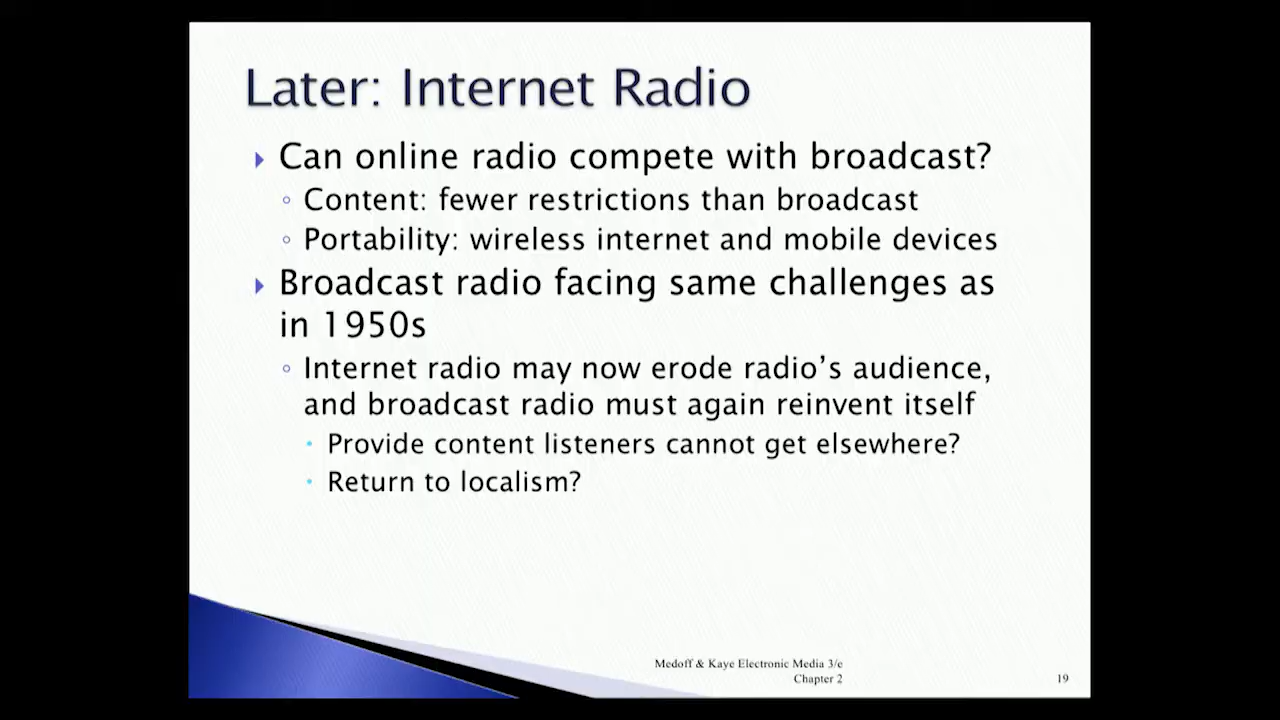 Later: Internet Radio
Can online radio compete with broadcast?
Content: fewer restrictions than broadcast
Portability: wireless internet and mobile devices
Broadcast radio facing same challenges as
in 1950s
Internet radio may now erode radio’s audience,
and broadcast radio must again reinvent itself
Provide content listeners cannot get elsewhere?
Return to localism?
Medoff & Kaye Electronic Media 3/e
Chapter 2
19